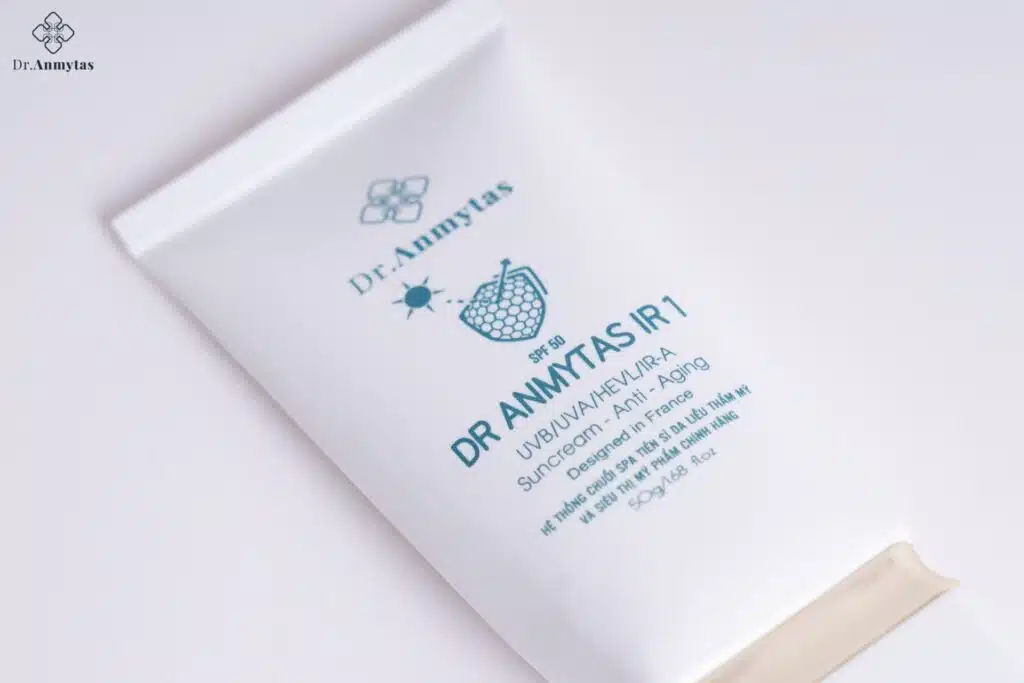 Dr.Anmytas
Dr.Anmytas
SPF 50
DR ANMYTAS IR 1
UVB/UVA/HEVL/IR-A
Suncream - Anti - Aging
Designed in France
HỆ THỐNG CHUỖI SPA TIẾN SĨ DA LIỄU THẨM MỸ
VÀ SIÊU THỊ MỸ PHẨM CHÍNH HÃNG
50g/1.68 fl.oz